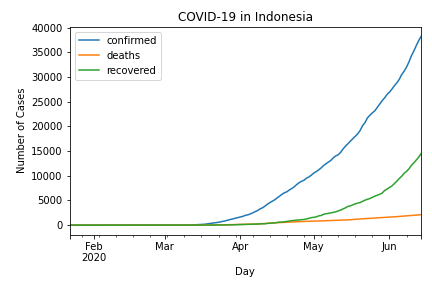 COVID-19 in Indonesia
confirmed
deaths
recovered
Number of Cases
40000
35000
30000
25000
20000
15000
10000
5000
0
Feb Mar Apr May Jun
2020
Day